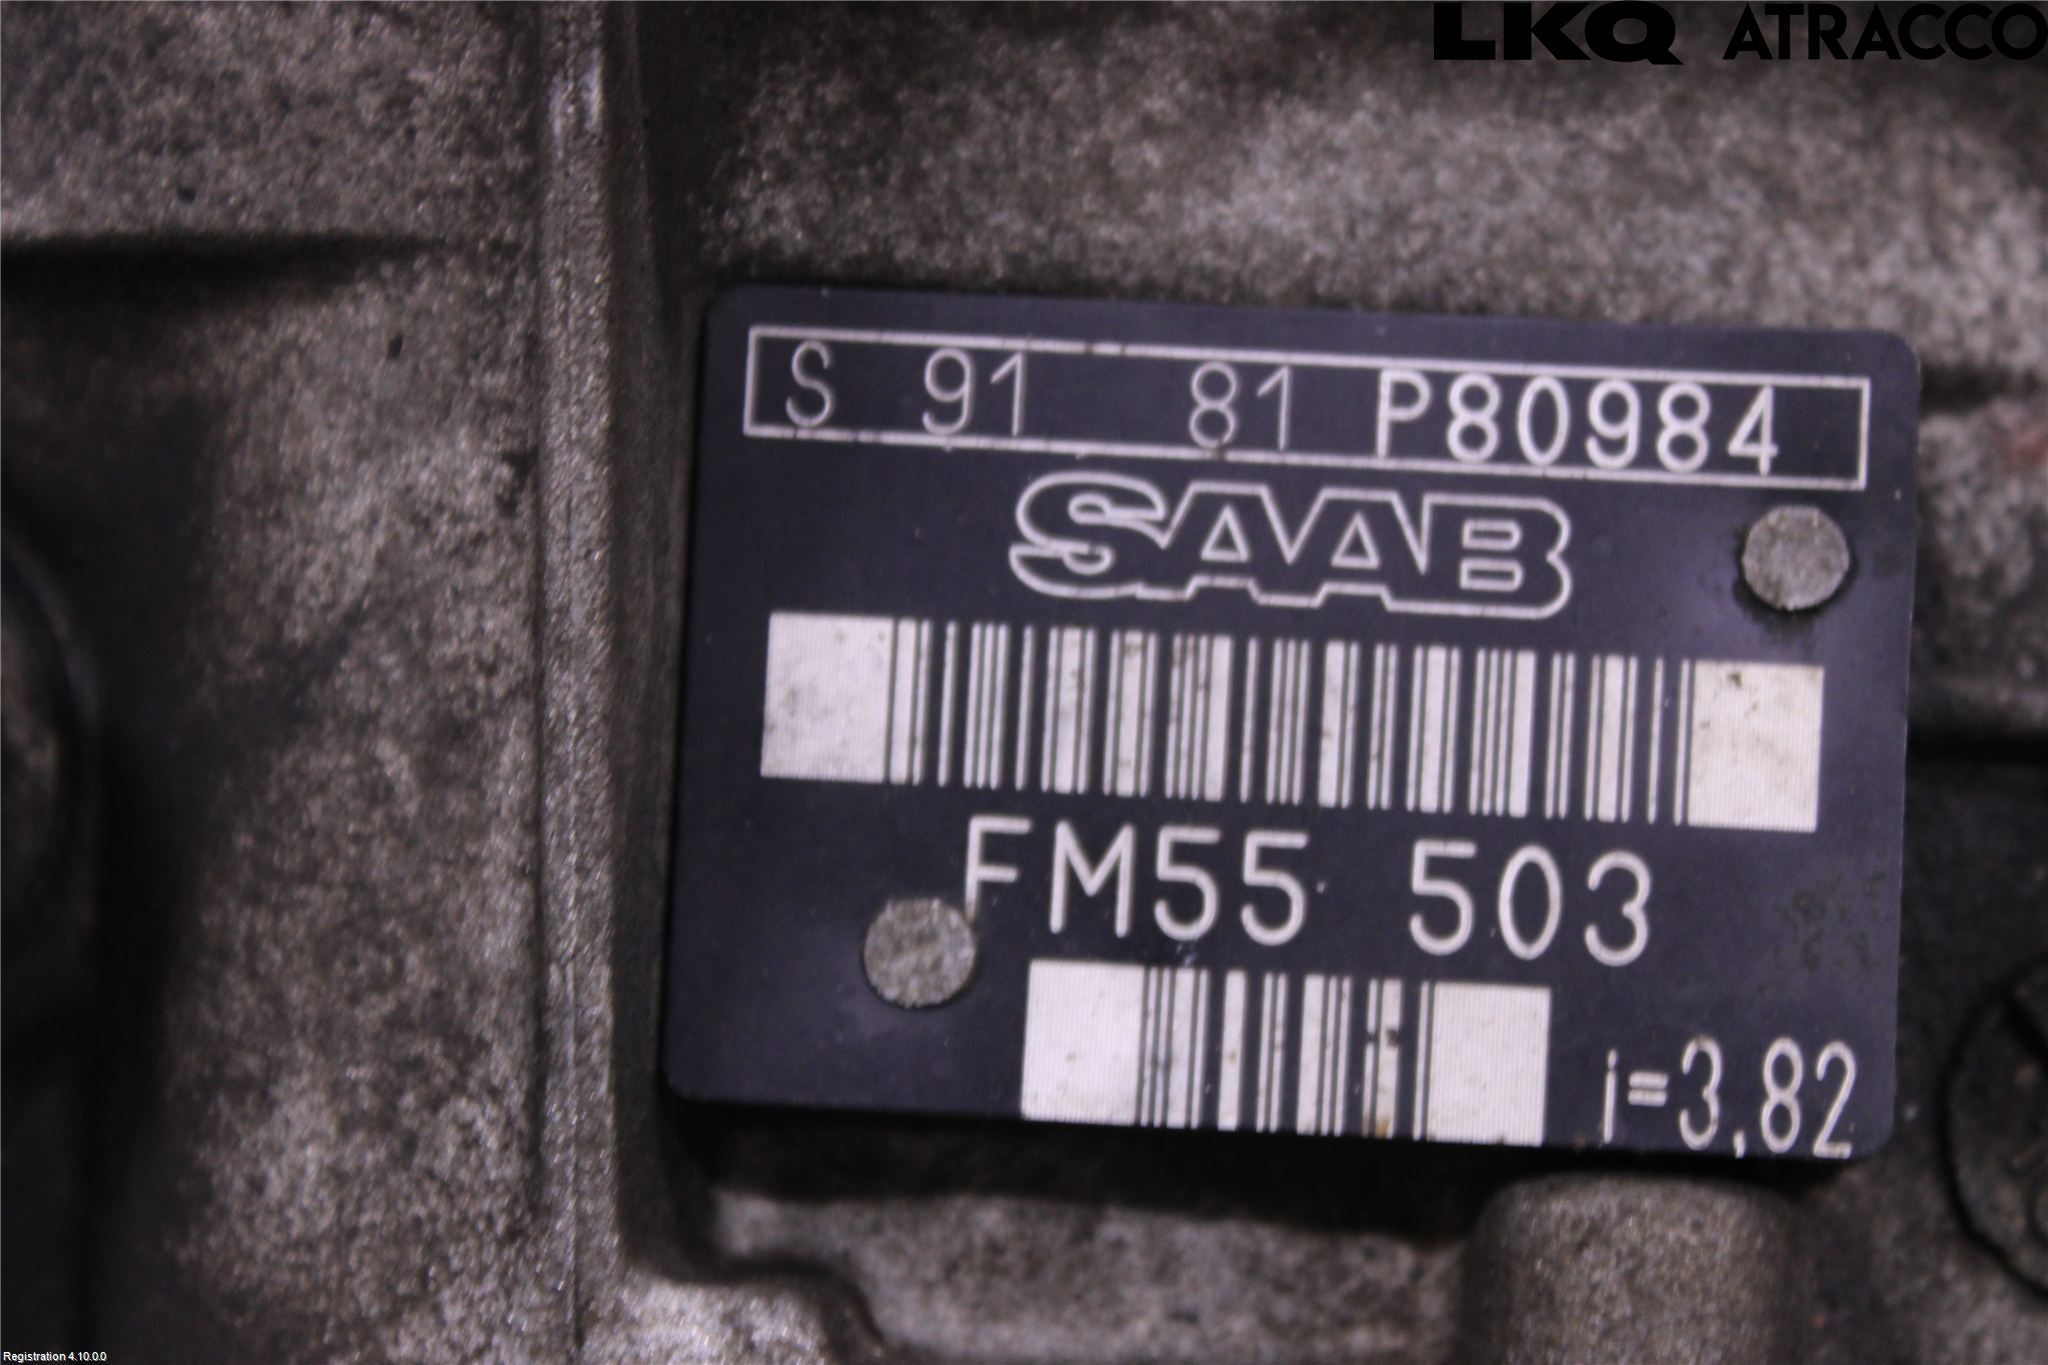 LKQ ATRACCO
S 91 81 P80984
SAAB
FM55 503
i=3,82
Registration 4.10.0.0